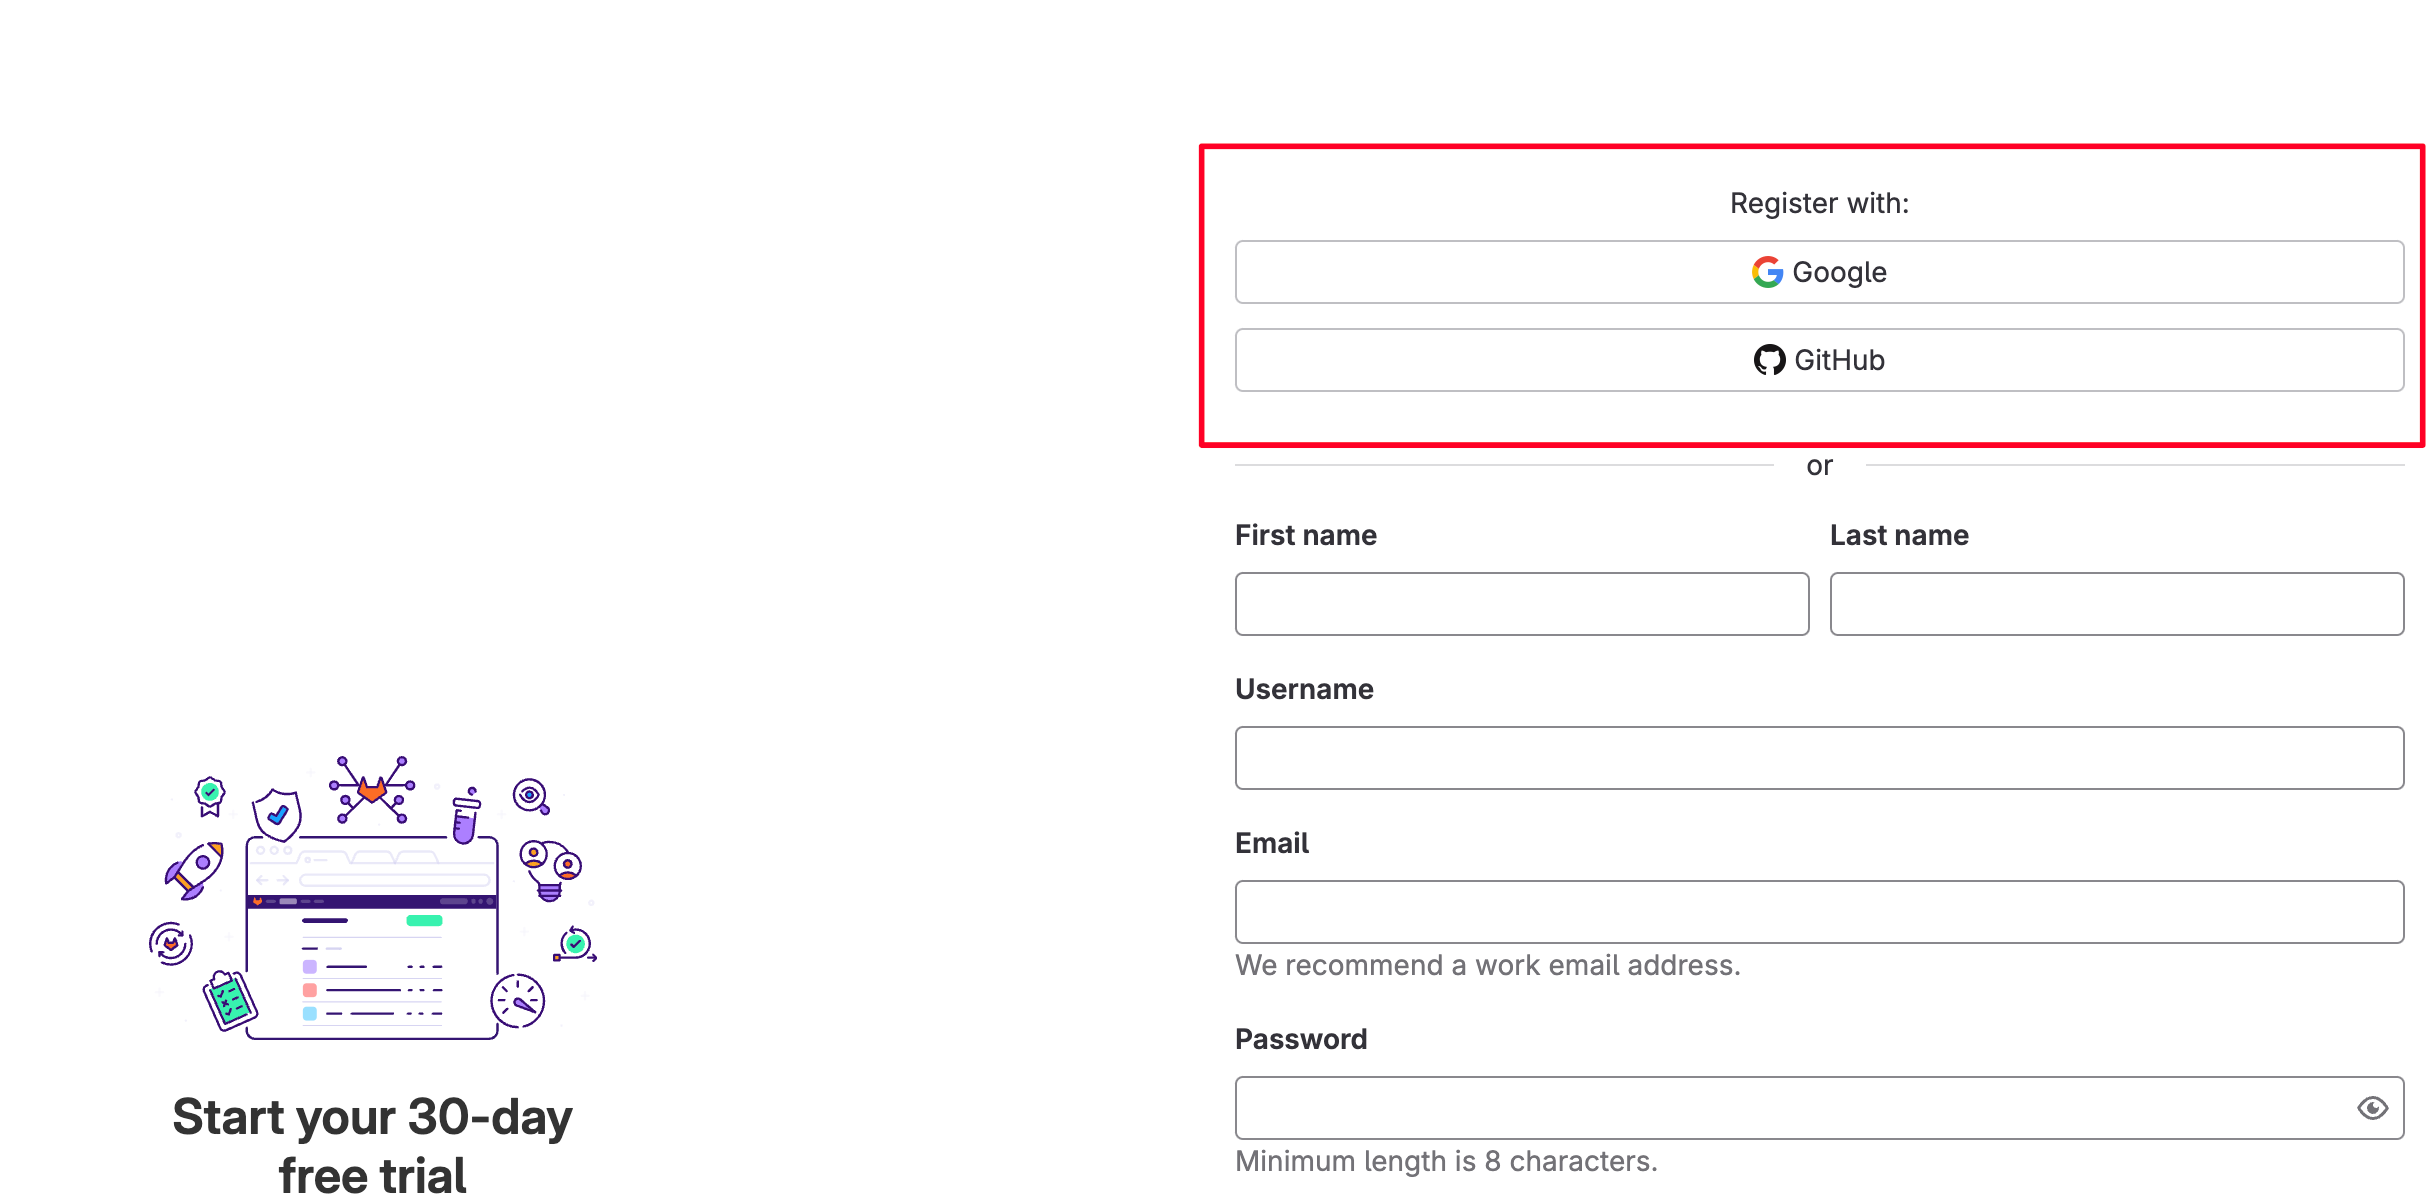 Register with:
Google
GitHub
or
First name
Last name
Username
Email
We recommend a work email address.
Password
Minimum length is 8 characters.
Start your 30-day
free trial